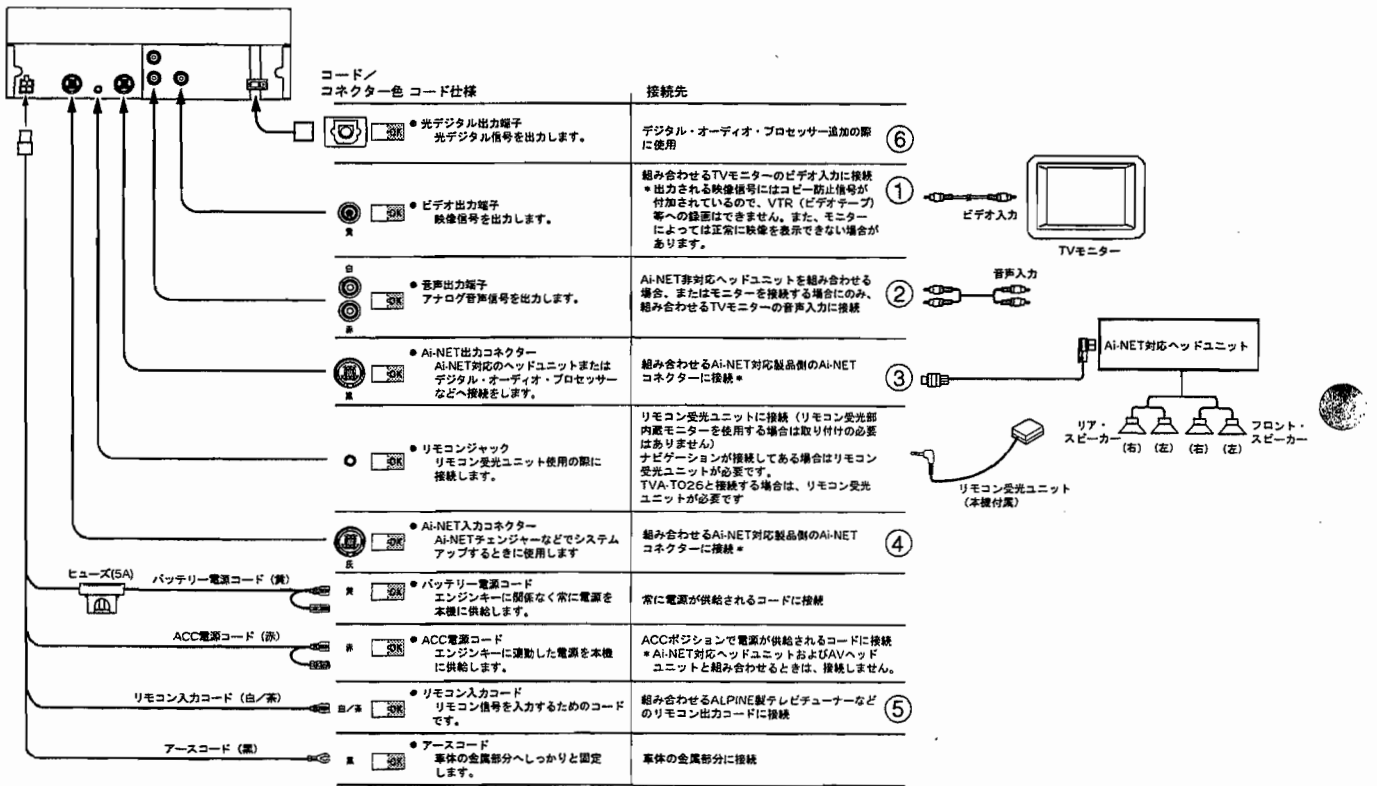 コード／
コネクター色 コード仕様 接続先
OK
● 光デジタル出力端子
光デジタル信号を出力します。
デジタル・オーディオ・プロセッサー追加の際
に使用
⑥
黄
OK
● ビデオ出力端子
映像信号を出力します。
組み合わせるTVモニターのビデオ入力に接続
＊出力される映像信号にはコピー防止信号が
付加されているので、VTR（ビデオテープ）
等への録画はできません。また、モニター
によっては正常に映像を表示できない場合が
あります。
①
ビデオ入力
TVモニター
白
赤
OK
● 音声出力端子
アナログ音声信号を出力します。
Ai-NET非対応ヘッドユニットを組み合わせる
場合、またはモニターを接続する場合にのみ、
組み合わせるTVモニターの音声入力に接続
②
音声入力
黒
OK
● Ai-NET出力コネクター
Ai-NET対応のヘッドユニットまたは
デジタル・オーディオ・プロセッサー
などへ接続をします。
組み合わせるAi-NET対応製品側のAi-NET
コネクターに接続＊
③
Ai-NET対応ヘッドユニット
リア・
スピーカー
（右）（左）（右）（左）
フロント・
スピーカー
OK
● リモコンジャック
リモコン受光ユニット使用の際に
接続します。
リモコン受光ユニットに接続（リモコン受光部
内蔵モニターを使用する場合は取り付けの必要
はありません）
ナビゲーションが接続してある場合はリモコン
受光ユニットが必要です。
TVA-TO26と接続する場合は、リモコン受光
ユニットが必要です
リモコン受光ユニット
（本機付属）
OK
● Ai-NET入力コネクター
Ai-NETチェンジャーなどでシステム
アップするときに使用します
組み合わせるAi-NET対応製品側のAi-NET
コネクターに接続＊
④
ヒューズ(5A)
バッテリー電源コード（黄）
黄
OK
● バッテリー電源コード
エンジンキーに関係なく常に電源を
本機に供給します。
常に電源が供給されるコードに接続
ACC電源コード（赤）
赤
OK
● ACC電源コード
エンジンキーに連動した電源を本機
に供給します。
ACCポジションで電源が供給されるコードに接続
＊Ai-NET対応ヘッドユニットおよびAVヘッド
ユニットと組み合わせるときは、接続しません。
リモコン入力コード（白／茶）
白／茶
OK
● リモコン入力コード
リモコン信号を入力するためのコード
です。
組み合わせるALPINE製テレビチューナーなど
のリモコン出力コードに接続
⑤
アースコード（黒）
黒
OK
● アースコード
車体の金属部分へしっかりと固定
します。
車体の金属部分に接続